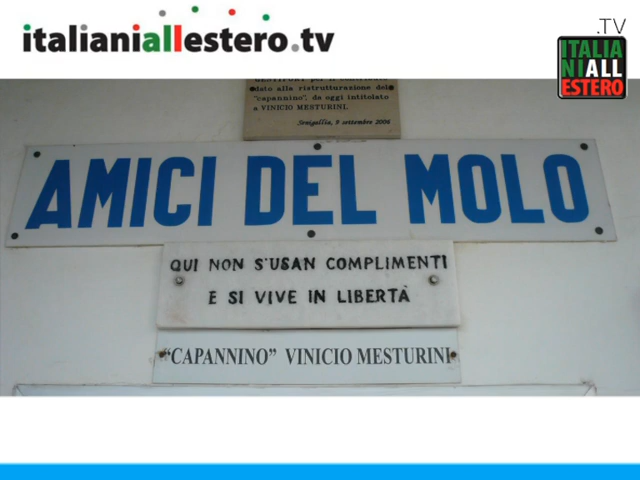 italianiallestero.tv
.TV
ITALIA
NI ALL
ESTERO
dato alla ristrutturazione del
"capannino", da oggi intitolato
a VINICIO MESTURINI.
Senigallia, 9 settembre 2006
AMICI DEL MOLO
QUI NON S'USAN COMPLIMENTI
E SI VIVE IN LIBERTÀ
"CAPANNINO" VINICIO MESTURINI